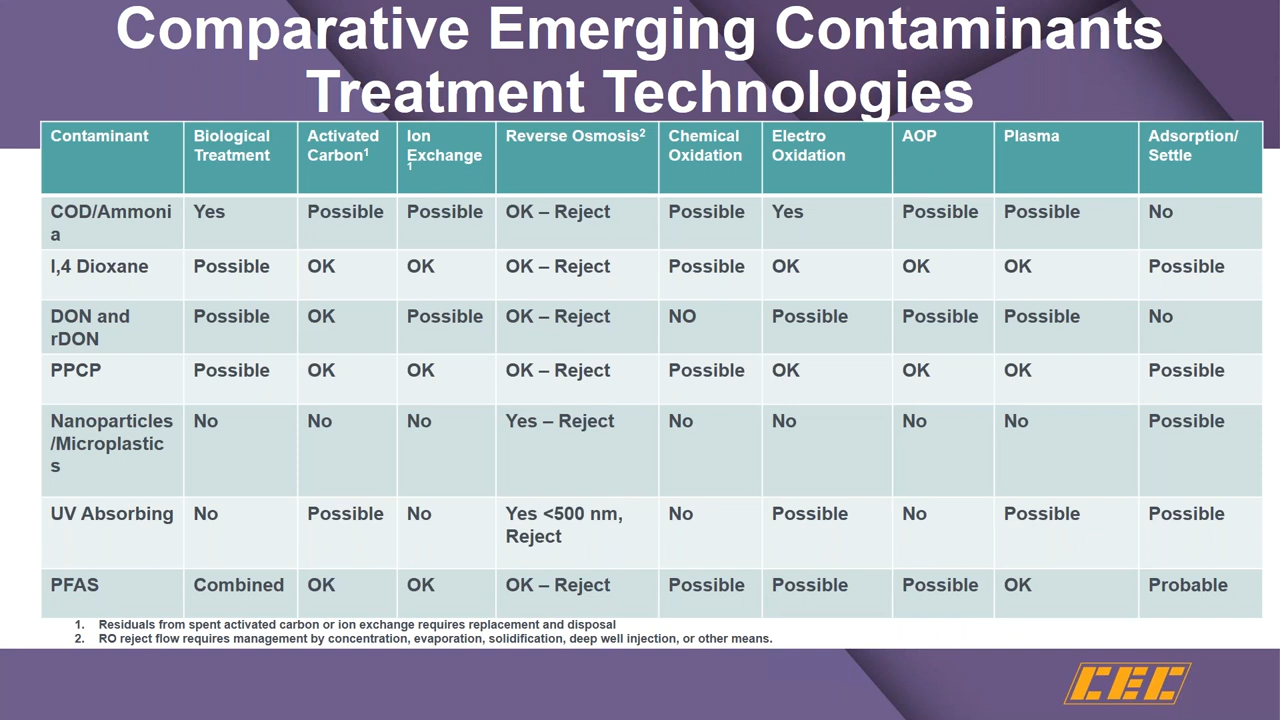 Comparative Emerging Contaminants
Treatment Technologies
Contaminant Biological Treatment Activated Carbon1 Ion Exchange 1 Reverse Osmosis2 Chemical Oxidation Electro Oxidation AOP Plasma Adsorption/ Settle
COD/Ammonia Yes Possible Possible OK – Reject Possible Yes Possible Possible No
I,4 Dioxane Possible OK OK OK – Reject Possible OK OK OK Possible
DON and rDON Possible OK Possible OK – Reject NO Possible Possible Possible No
PPCP Possible OK OK OK – Reject Possible OK OK OK Possible
Nanoparticles/Microplastics No No No Yes – Reject No No No No Possible
UV Absorbing No Possible No Yes <500 nm, Reject No Possible No Possible Possible
PFAS Combined OK OK OK – Reject Possible Possible Possible OK Probable
1. Residuals from spent activated carbon or ion exchange requires replacement and disposal
2. RO reject flow requires management by concentration, evaporation, solidification, deep well injection, or other means.
CEC